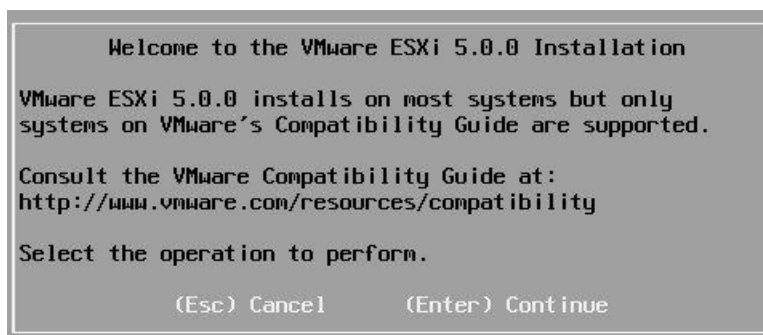 Welcome to the VMware ESXi 5.0.0 Installation
VMware ESXi 5.0.0 installs on most systems but only
systems on VMware's Compatibility Guide are supported.
Consult the VMware Compatibility Guide at:
http://www.vmware.com/resources/compatibility
Select the operation to perform.
(Esc) Cancel (Enter) Continue